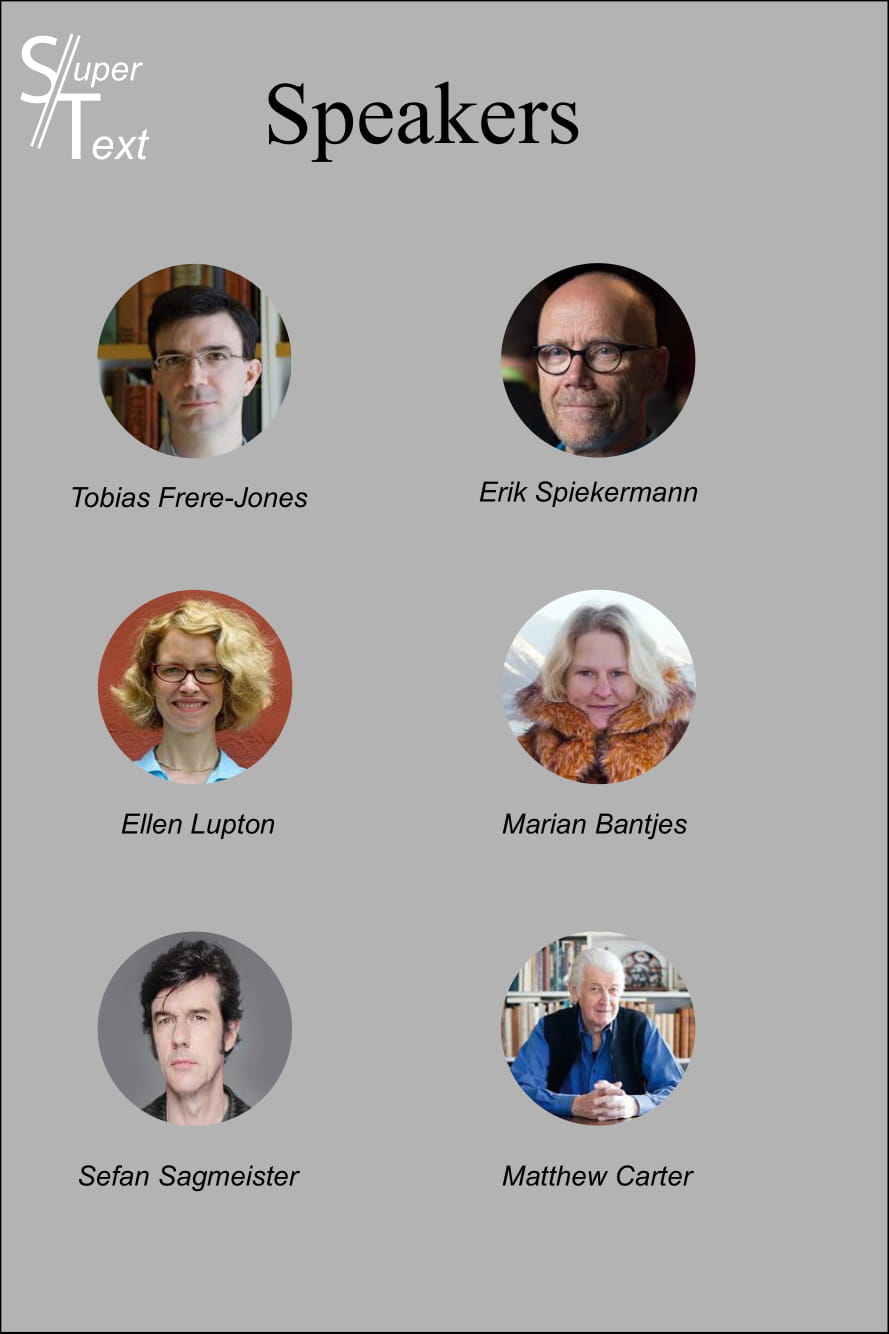 Super
Text
Speakers
Tobias Frere-Jones
Erik Spiekermann
Ellen Lupton
Marian Bantjes
Sefan Sagmeister
Matthew Carter